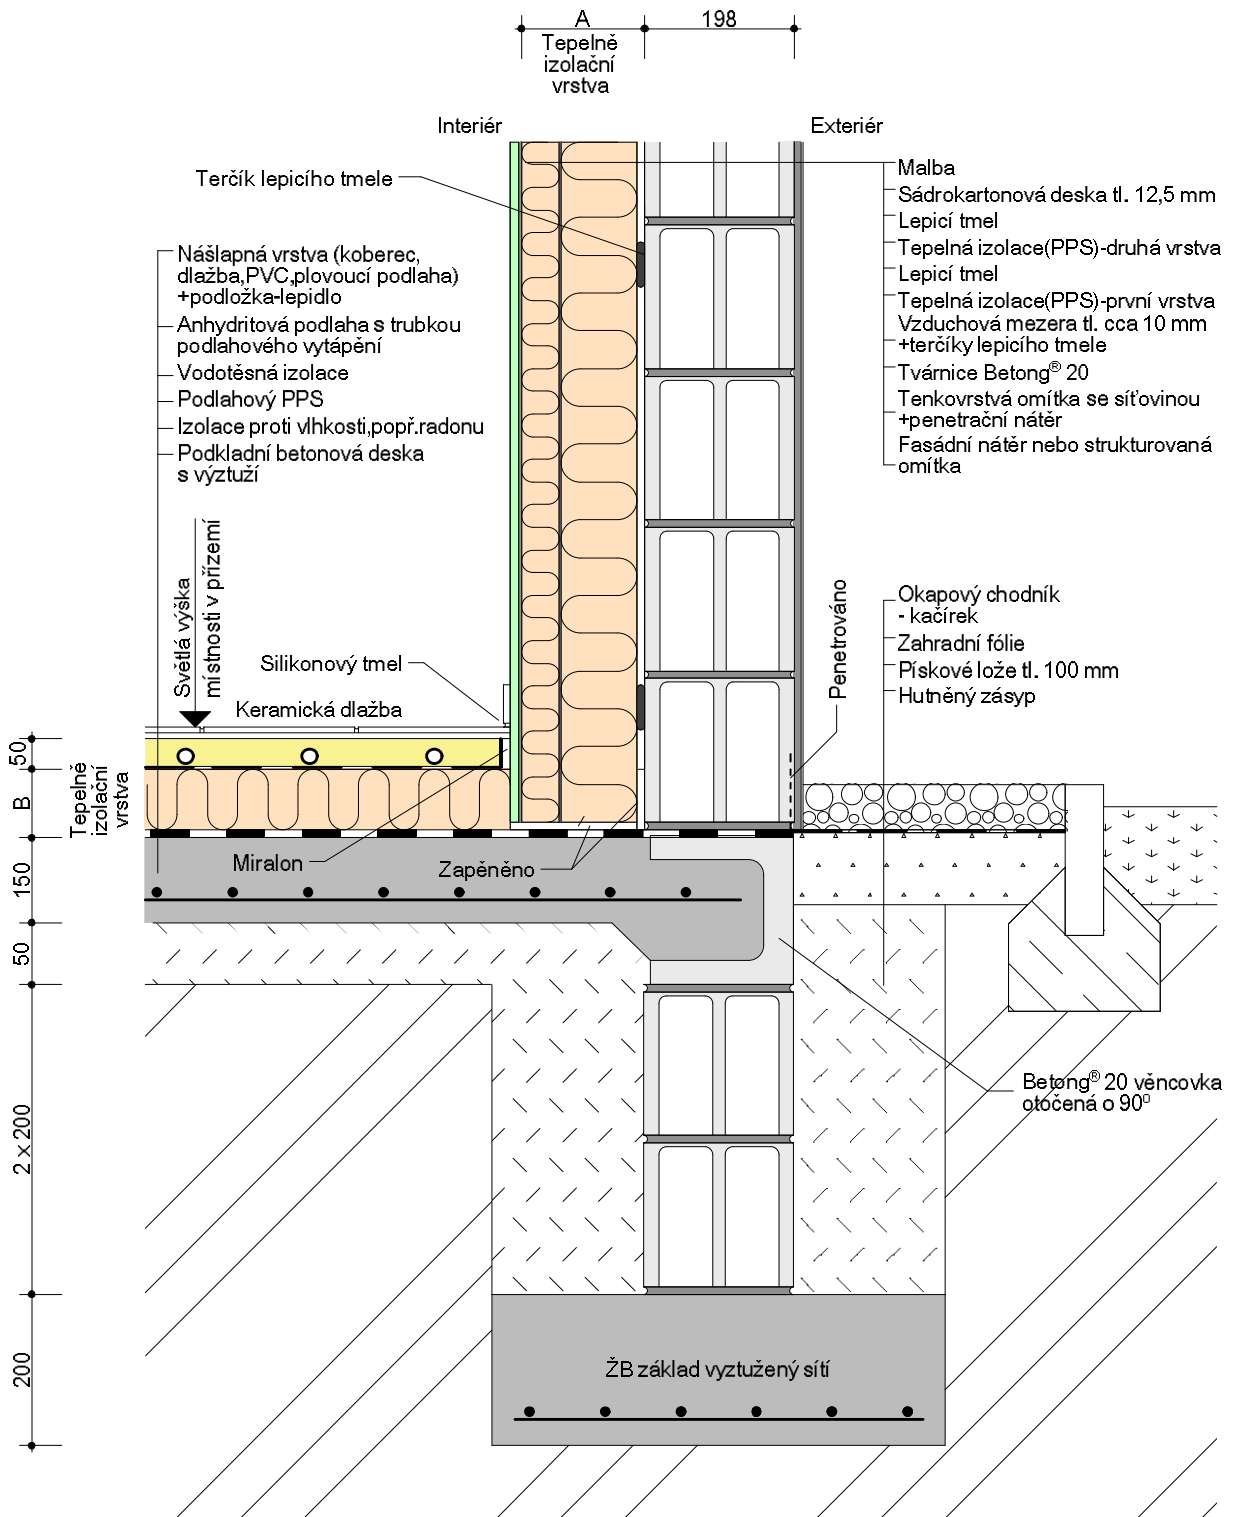 A
198
Tepelně
izolační
vrstva
Interiér
Exteriér
Terčík lepicího tmele
Malba
Sádrokartonová deska tl. 12,5 mm
Lepicí tmel
Tepelná izolace(PPS)-druhá vrstva
Lepicí tmel
Tepelná izolace(PPS)-první vrstva
Vzduchová mezera tl. cca 10 mm
+terčíky lepicího tmele
Tvárnice Betong® 20
Tenkovrstvá omítka se síťovinou
+penetrační nátěr
Fasádní nátěr nebo strukturovaná
omítka
Nášlapná vrstva (koberec,
dlažba,PVC,plovoucí podlaha)
+podložka-lepidlo
Anhydritová podlaha s trubkou
podlahového vytápění
Vodotěsná izolace
Podlahový PPS
Izolace proti vlhkosti,popř.radonu
Podkladní betonová deska
s výztuží
Světlá výška
místnosti v přízemí
Silikonový tmel
Keramická dlažba
Penetrováno
Okapový chodník
- kačírek
Zahradní fólie
Pískové lože tl. 100 mm
Hutněný zásyp
50
B
Tepelně
izolační
vrstva
150
50
2 x 200
200
Miralon
Zapěněno
Betong® 20 věncovka
otočená o 90°
ŽB základ vyztužený sítí